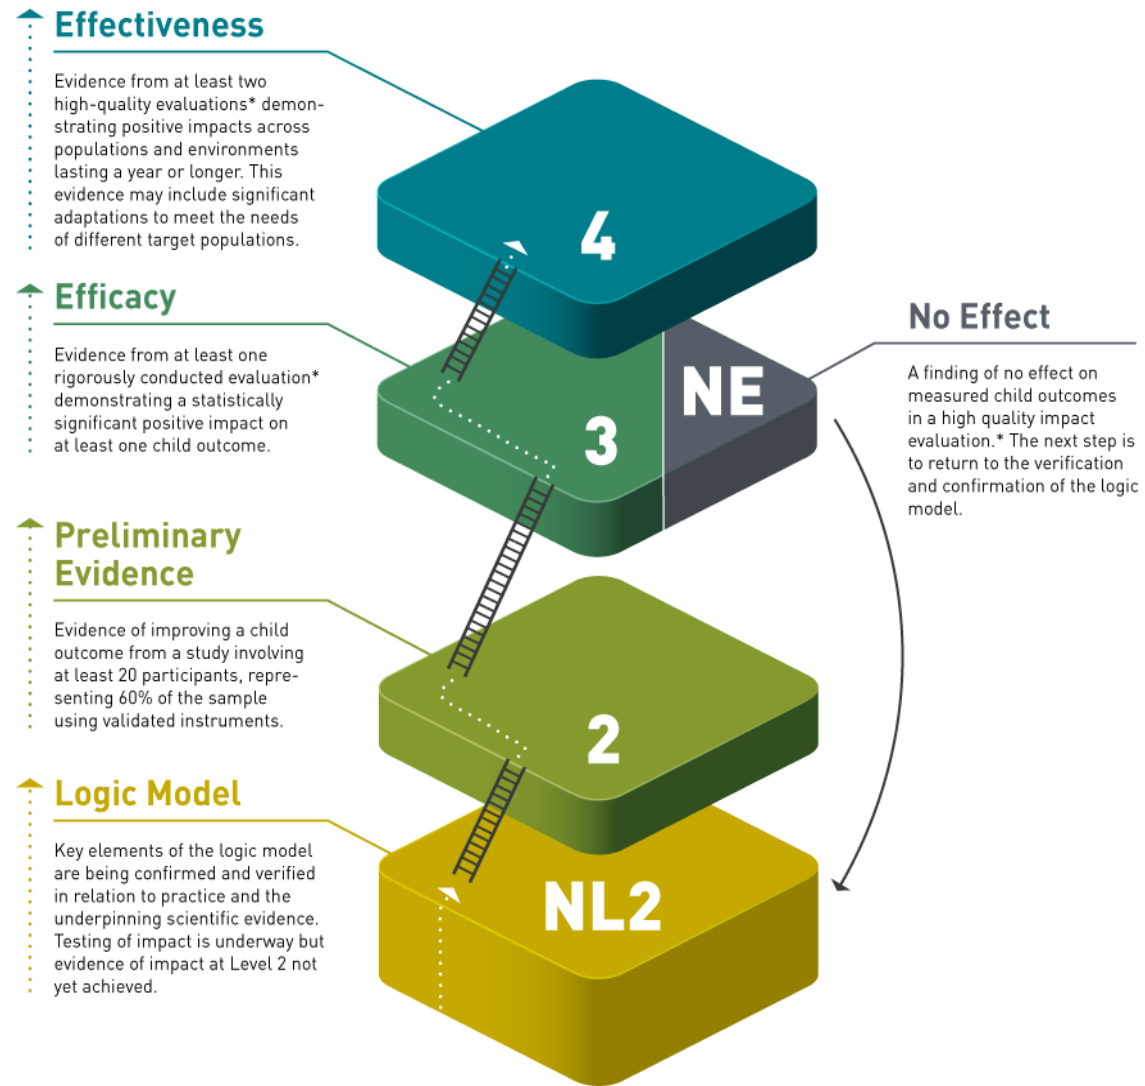 Effectiveness
Evidence from at least two
high-quality evaluations* demon-
strating positive impacts across
populations and environments
lasting a year or longer. This
evidence may include significant
adaptations to meet the needs
of different target populations.
4
Efficacy
Evidence from at least one
rigorously conducted evaluation*
demonstrating a statistically
significant positive impact on
at least one child outcome.
3
NE
No Effect
A finding of no effect on
measured child outcomes
in a high quality impact
evaluation.* The next step is
to return to the verification
and confirmation of the logic
model.
Preliminary
Evidence
Evidence of improving a child
outcome from a study involving
at least 20 participants, repre-
senting 60% of the sample
using validated instruments.
2
Logic Model
Key elements of the logic model
are being confirmed and verified
in relation to practice and the
underpinning scientific evidence.
Testing of impact is underway but
evidence of impact at Level 2 not
yet achieved.
NL2